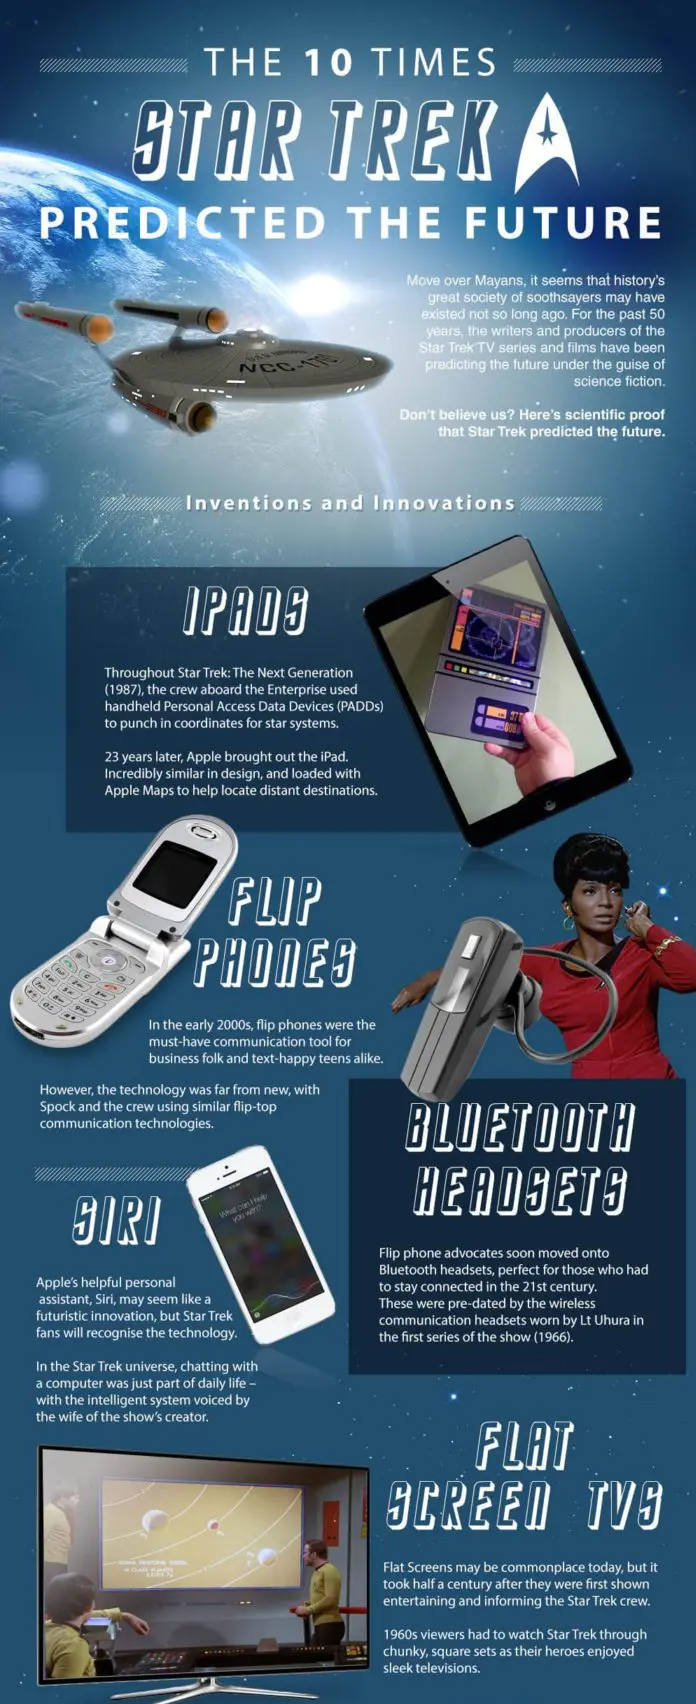 THE 10 TIMES
STAR TREK
PREDICTED THE FUTURE
Move over Mayans, it seems that history's
great society of soothsayers may have
existed not so long ago. For the past 50
years, the writers and producers of the
Star Trek TV series and films have been
predicting the future under the guise of
science fiction.
Don't believe us? Here's scientific proof
that Star Trek predicted the future.
Inventions and Innovations
IPADS
Throughout Star Trek: The Next Generation
(1987), the crew aboard the Enterprise used
handheld Personal Access Data Devices (PADDs)
to punch in coordinates for star systems.
23 years later, Apple brought out the iPad.
Incredibly similar in design, and loaded with
Apple Maps to help locate distant destinations.
FLIP
PHONES
In the early 2000s, flip phones were the
must-have communication tool for
business folk and text-happy teens alike.
However, the technology was far from new, with
Spock and the crew using similar flip-top
communication technologies.
BLUETOOTH
HEADSETS
Flip phone advocates soon moved onto
Bluetooth headsets, perfect for those who had
to stay connected in the 21st century.
These were pre-dated by the wireless
communication headsets worn by Lt Uhura in
the first series of the show (1966).
SIRI
What can I help
you with?
Apple's helpful personal
assistant, Siri, may seem like a
futuristic innovation, but Star Trek
fans will recognise the technology.
In the Star Trek universe, chatting with
a computer was just part of daily life –
with the intelligent system voiced by
the wife of the show's creator.
FLAT
SCREEN TVS
Flat Screens may be commonplace today, but it
took half a century after they were first shown
entertaining and informing the Star Trek crew.
1960s viewers had to watch Star Trek through
chunky, square sets as their heroes enjoyed
sleek televisions.